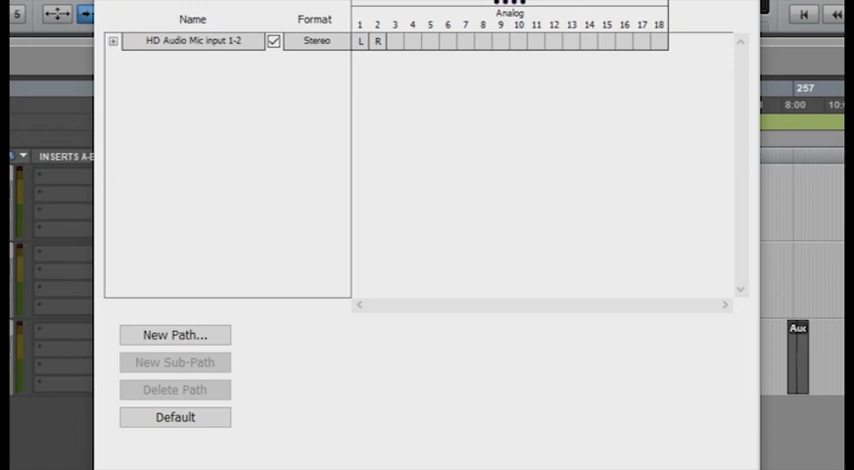 5
Name
Format
Analog
1 2 3 4 5 6 7 8 9 10 11 12 13 14 15 16 17 18
HD Audio Mic input 1-2
Stereo
L R
257
8:00
10:
INSERTS A-E
New Path...
New Sub-Path
Delete Path
Default
Auc